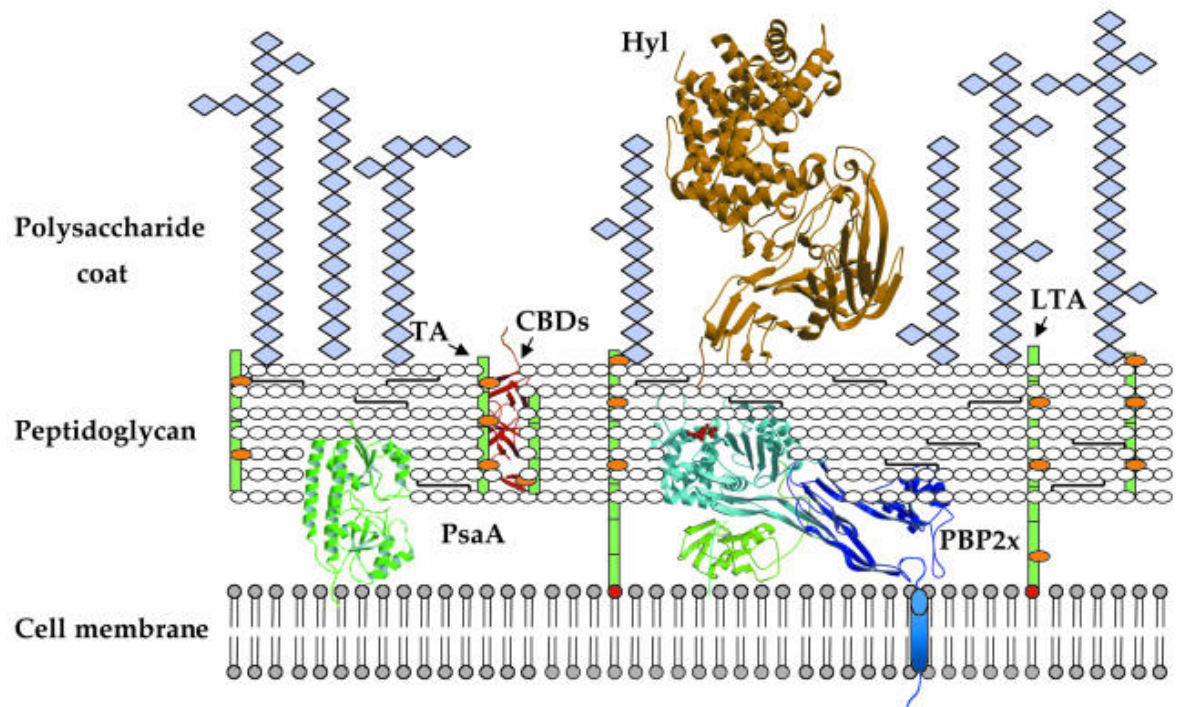 Hyl
Polysaccharide
coat
LTA
TA
CBDs
Peptidoglycan
PsaA
PBP2x
Cell membrane